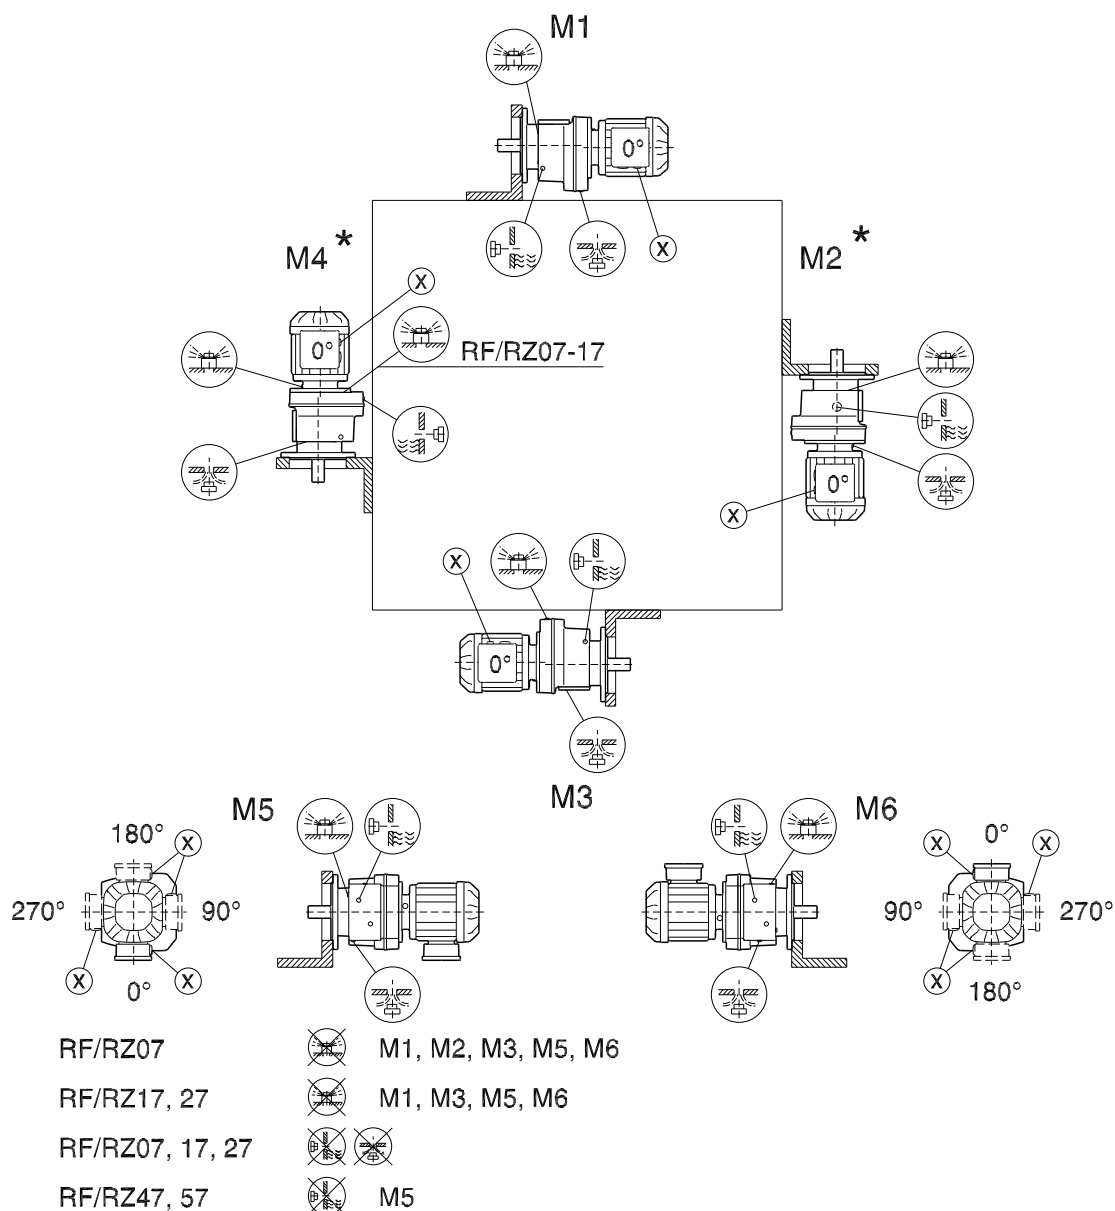 M1
0°
X
M4 *
M2 *
X
RF/RZ07-17
0°
0°
X
X
0°
M3
M5
M6
180°
X
270°
90°
X
0°
X
X
0°
X
90°
270°
X
180°
RF/RZ07 M1, M2, M3, M5, M6
RF/RZ17, 27 M1, M3, M5, M6
RF/RZ07, 17, 27
RF/RZ47, 57 M5